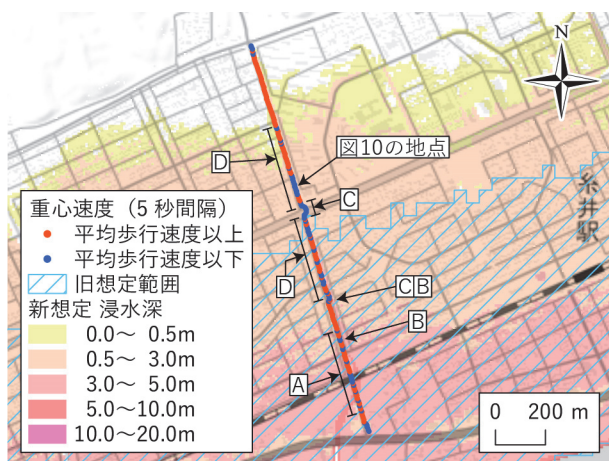 N
D
図10の地点
C
糸井駅
重心速度（5 秒間隔）
平均歩行速度以上
平均歩行速度以下
旧想定範囲
新想定 浸水深
0.0～ 0.5m
0.5～ 3.0m
3.0～ 5.0m
5.0～10.0m
10.0～20.0m
D
CB
B
A
0 200 m